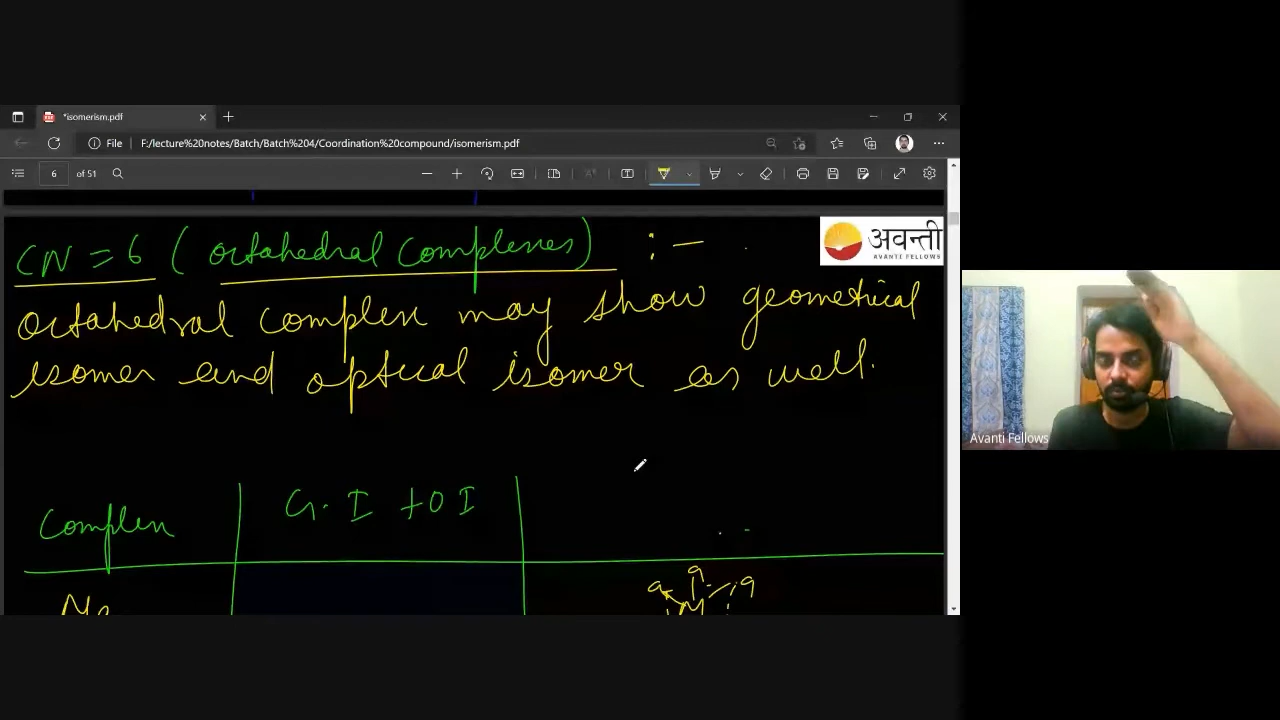 *isomerism.pdf
File F:/lecture%20notes/Batch/Batch%204/Coordination%20compound/isomerism.pdf
6 of 51
CN = 6 ( octahedral complexes) :-
अवन्ती
AVANTI FELLOWS
octahedral complex may show geometrical
isomer and optical isomer as well.
Complex G.I + OI
a a a
M
Avanti Fellows